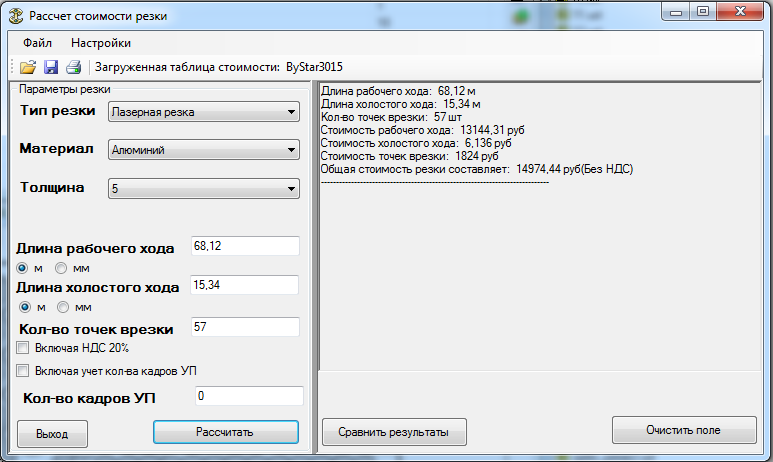 Рассчет стоимости резки
Файл Настройки
Загруженная таблица стоимости: ByStar3015
Параметры резки
Тип резки Лазерная резка
Материал Алюминий
Толщина 5
Длина рабочего хода 68,12
м мм
Длина холостого хода 15,34
м мм
Кол-во точек врезки 57
Включая НДС 20%
Включая учет кол-ва кадров УП
Кол-во кадров УП 0
Выход Рассчитать
Длина рабочего хода: 68,12 м
Длина холостого хода: 15,34 м
Кол-во точек врезки: 57 шт
Стоимость рабочего хода: 13144,31 руб
Стоимость холостого хода: 6,136 руб
Стоимость точек врезки: 1824 руб
Общая стоимость резки составляет: 14974,44 руб(Без НДС)
----------------------------------------------------------------------------
Сравнить результаты Очистить поле